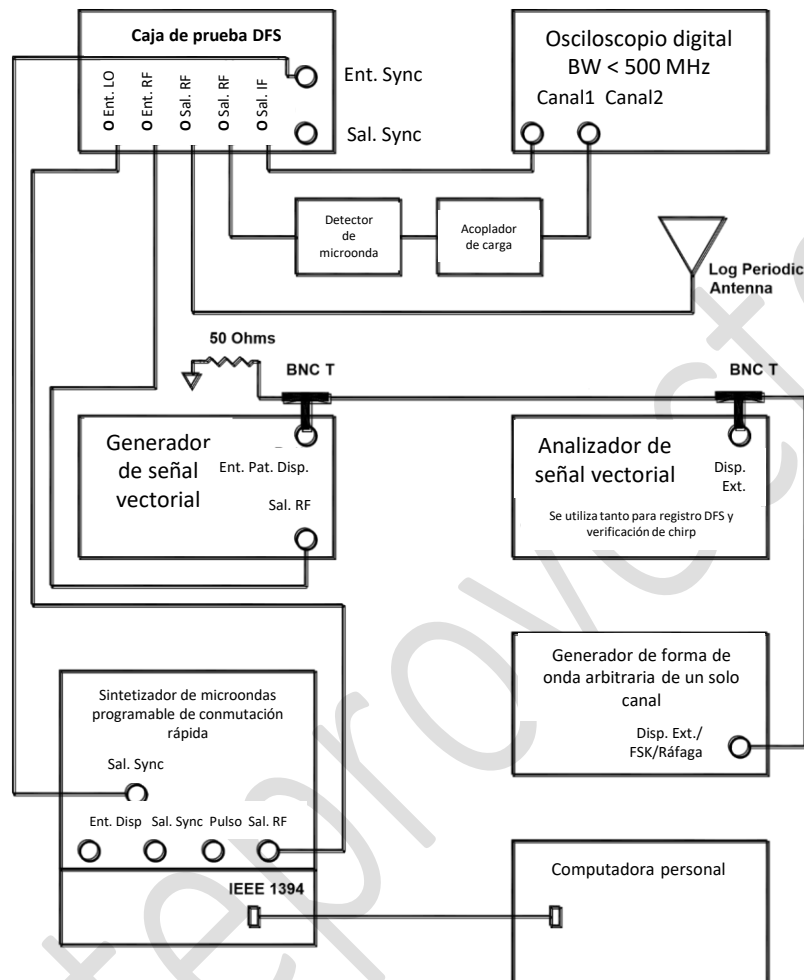 Caja de prueba DFS
O Ent. LO
O Ent. RF
O Sal. RF
O Sal. RF
O Sal. IF
Ent. Sync
Sal. Sync
Osciloscopio digital
BW < 500 MHz
Canal1 Canal2
Detector
de
microonda
Acoplador
de carga
Log Periodic
Antenna
50 Ohms
BNC T
BNC T
Generador
de señal
vectorial
Ent. Pat. Disp.
Sal. RF
Analizador de
señal vectorial
Disp.
Ext.
Se utiliza tanto para registro DFS y
verificación de chirp
Generador de forma de
onda arbitraria de un solo
canal
Disp. Ext./
FSK/Ráfaga
Sintetizador de microondas
programable de conmutación
rápida
Sal. Sync
Ent. Disp Sal. Sync Pulso Sal. RF
IEEE 1394
Computadora personal